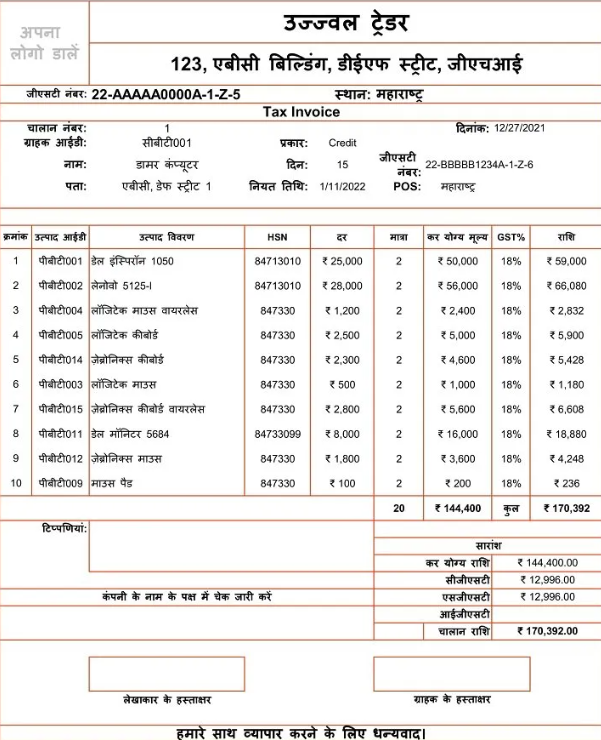 अपना
लोगो डालें
उज्ज्वल ट्रेडर
123, एबीसी बिल्डिंग, डीईएफ स्ट्रीट, जीएचआई
जीएसटी नंबर: 22-AAAAA0000A-1-Z-5 स्थान: महाराष्ट्र
Tax Invoice
चालान नंबर: 1 दिनांक: 12/27/2021
ग्राहक आईडी: सीबीटी001 प्रकार: Credit
नाम: डामर कंप्यूटर दिन: 15 जीएसटी नंबर: 22-BBBBB1234A-1-Z-6
पता: एबीसी, डेफ स्ट्रीट 1 नियत तिथि: 1/11/2022 POS: महाराष्ट्र
क्रमांक उत्पाद आईडी उत्पाद विवरण HSN दर मात्रा कर योग्य मूल्य GST% राशि
1 पीबीटी001 डेल इंस्पिरॉन 1050 84713010 ₹ 25,000 2 ₹ 50,000 18% ₹ 59,000
2 पीबीटी002 लेनोवो 5125-I 84713010 ₹ 28,000 2 ₹ 56,000 18% ₹ 66,080
3 पीबीटी004 लॉजिटेक माउस वायरलेस 847330 ₹ 1,200 2 ₹ 2,400 18% ₹ 2,832
4 पीबीटी005 लॉजिटेक कीबोर्ड 847330 ₹ 2,500 2 ₹ 5,000 18% ₹ 5,900
5 पीबीटी014 ज़ेब्रोनिक्स कीबोर्ड 847330 ₹ 2,300 2 ₹ 4,600 18% ₹ 5,428
6 पीबीटी003 लॉजिटेक माउस 847330 ₹ 500 2 ₹ 1,000 18% ₹ 1,180
7 पीबीटी015 ज़ेब्रोनिक्स कीबोर्ड वायरलेस 847330 ₹ 2,800 2 ₹ 5,600 18% ₹ 6,608
8 पीबीटी011 डेल मॉनिटर 5684 84733099 ₹ 8,000 2 ₹ 16,000 18% ₹ 18,880
9 पीबीटी012 ज़ेब्रोनिक्स माउस 847330 ₹ 1,800 2 ₹ 3,600 18% ₹ 4,248
10 पीबीटी009 माउस पैड 847330 ₹ 100 2 ₹ 200 18% ₹ 236
20 ₹ 144,400 कुल ₹ 170,392
टिप्पणियां:
सारांश
कर योग्य राशि ₹ 144,400.00
सीजीएसटी ₹ 12,996.00
कंपनी के नाम के पक्ष में चेक जारी करें एसजीएसटी ₹ 12,996.00
आईजीएसटी
चालान राशि ₹ 170,392.00
लेखाकार के हस्ताक्षर ग्राहक के हस्ताक्षर
हमारे साथ व्यापार करने के लिए धन्यवाद।